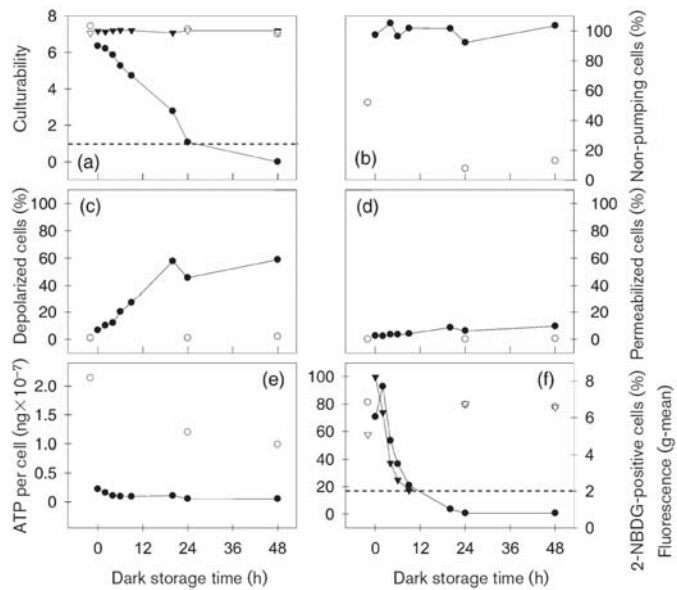 8
6
4
2
0
Culturability
(a)
100
80
60
40
20
0
Non-pumping cells (%)
(b)
100
80
60
40
20
0
Depolarized cells (%)
(c)
100
80
60
40
20
0
Permeabilized cells (%)
(d)
2.0
1.5
1.0
0.5
0.0
ATP per cell (ng×10⁻⁷)
(e)
0 12 24 36 48
Dark storage time (h)
100
80
60
40
20
0
(f)
8
6
4
2
0
2-NBDG-positive cells (%)
Fluorescence (g-mean)
0 12 24 36 48
Dark storage time (h)